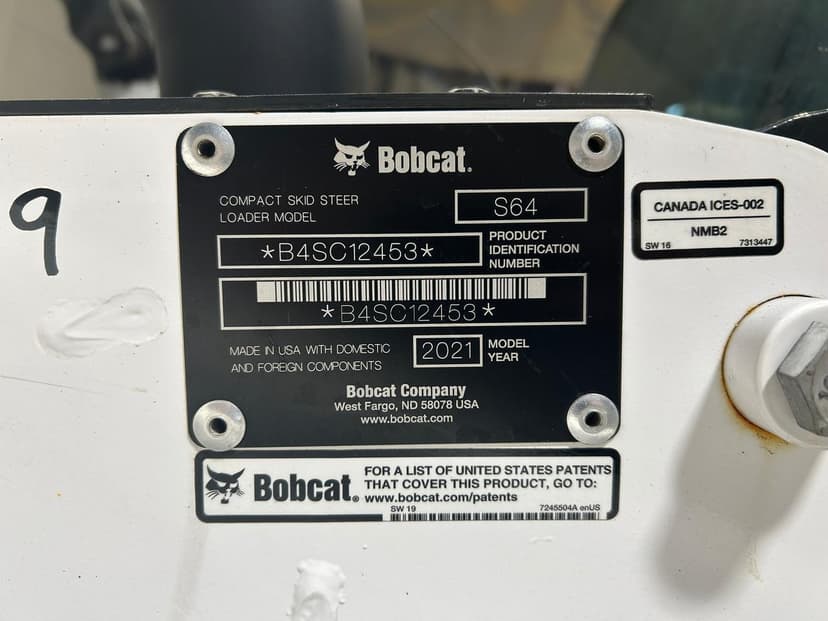 9
Bobcat.
COMPACT SKID STEER
LOADER MODEL
S64
*B4SC12453*
PRODUCT
IDENTIFICATION
NUMBER
*B4SC12453*
MADE IN USA WITH DOMESTIC
AND FOREIGN COMPONENTS
2021
MODEL
YEAR
Bobcat Company
West Fargo, ND 58078 USA
www.bobcat.com
CANADA ICES-002
NMB2
SW 16
7313447
Bobcat.
FOR A LIST OF UNITED STATES PATENTS
THAT COVER THIS PRODUCT, GO TO:
www.bobcat.com/patents
SW 19
7245504A enUS